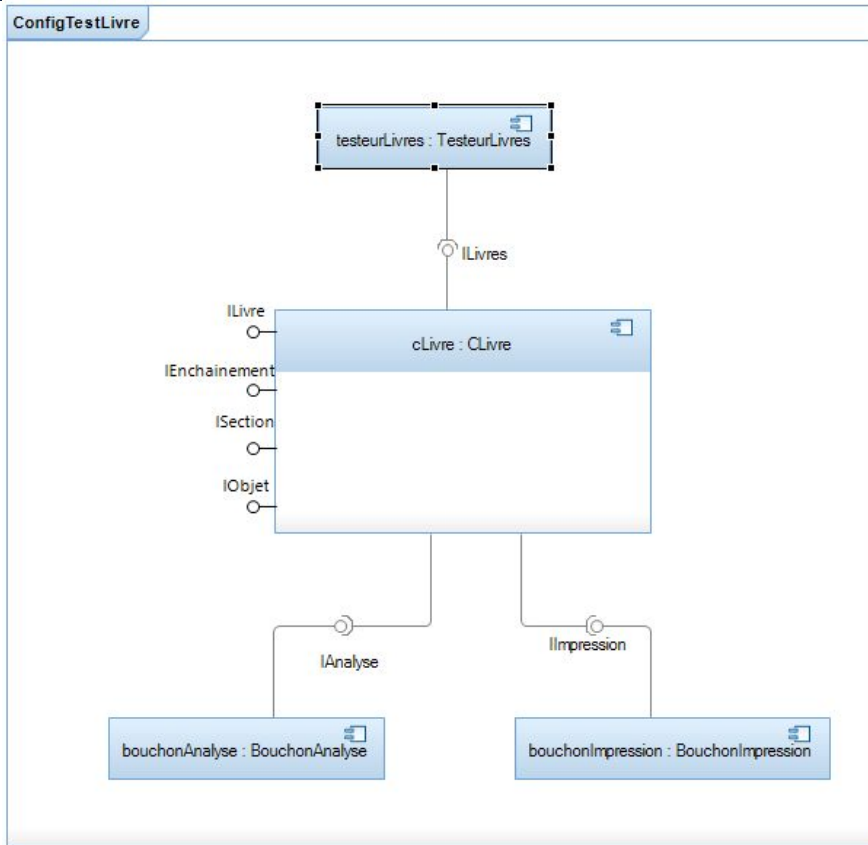 ConfigTestLivre
testeurLivres : TesteurLivres
ILivres
ILivre
cLivre : CLivre
IEnchainement
ISection
IObjet
IAnalyse
IImpression
bouchonAnalyse : BouchonAnalyse
bouchonImpression : BouchonImpression